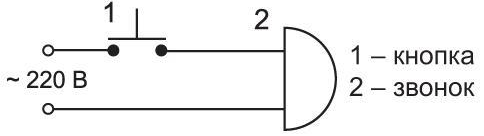 1
2
~ 220 В
1 – кнопка
2 – звонок